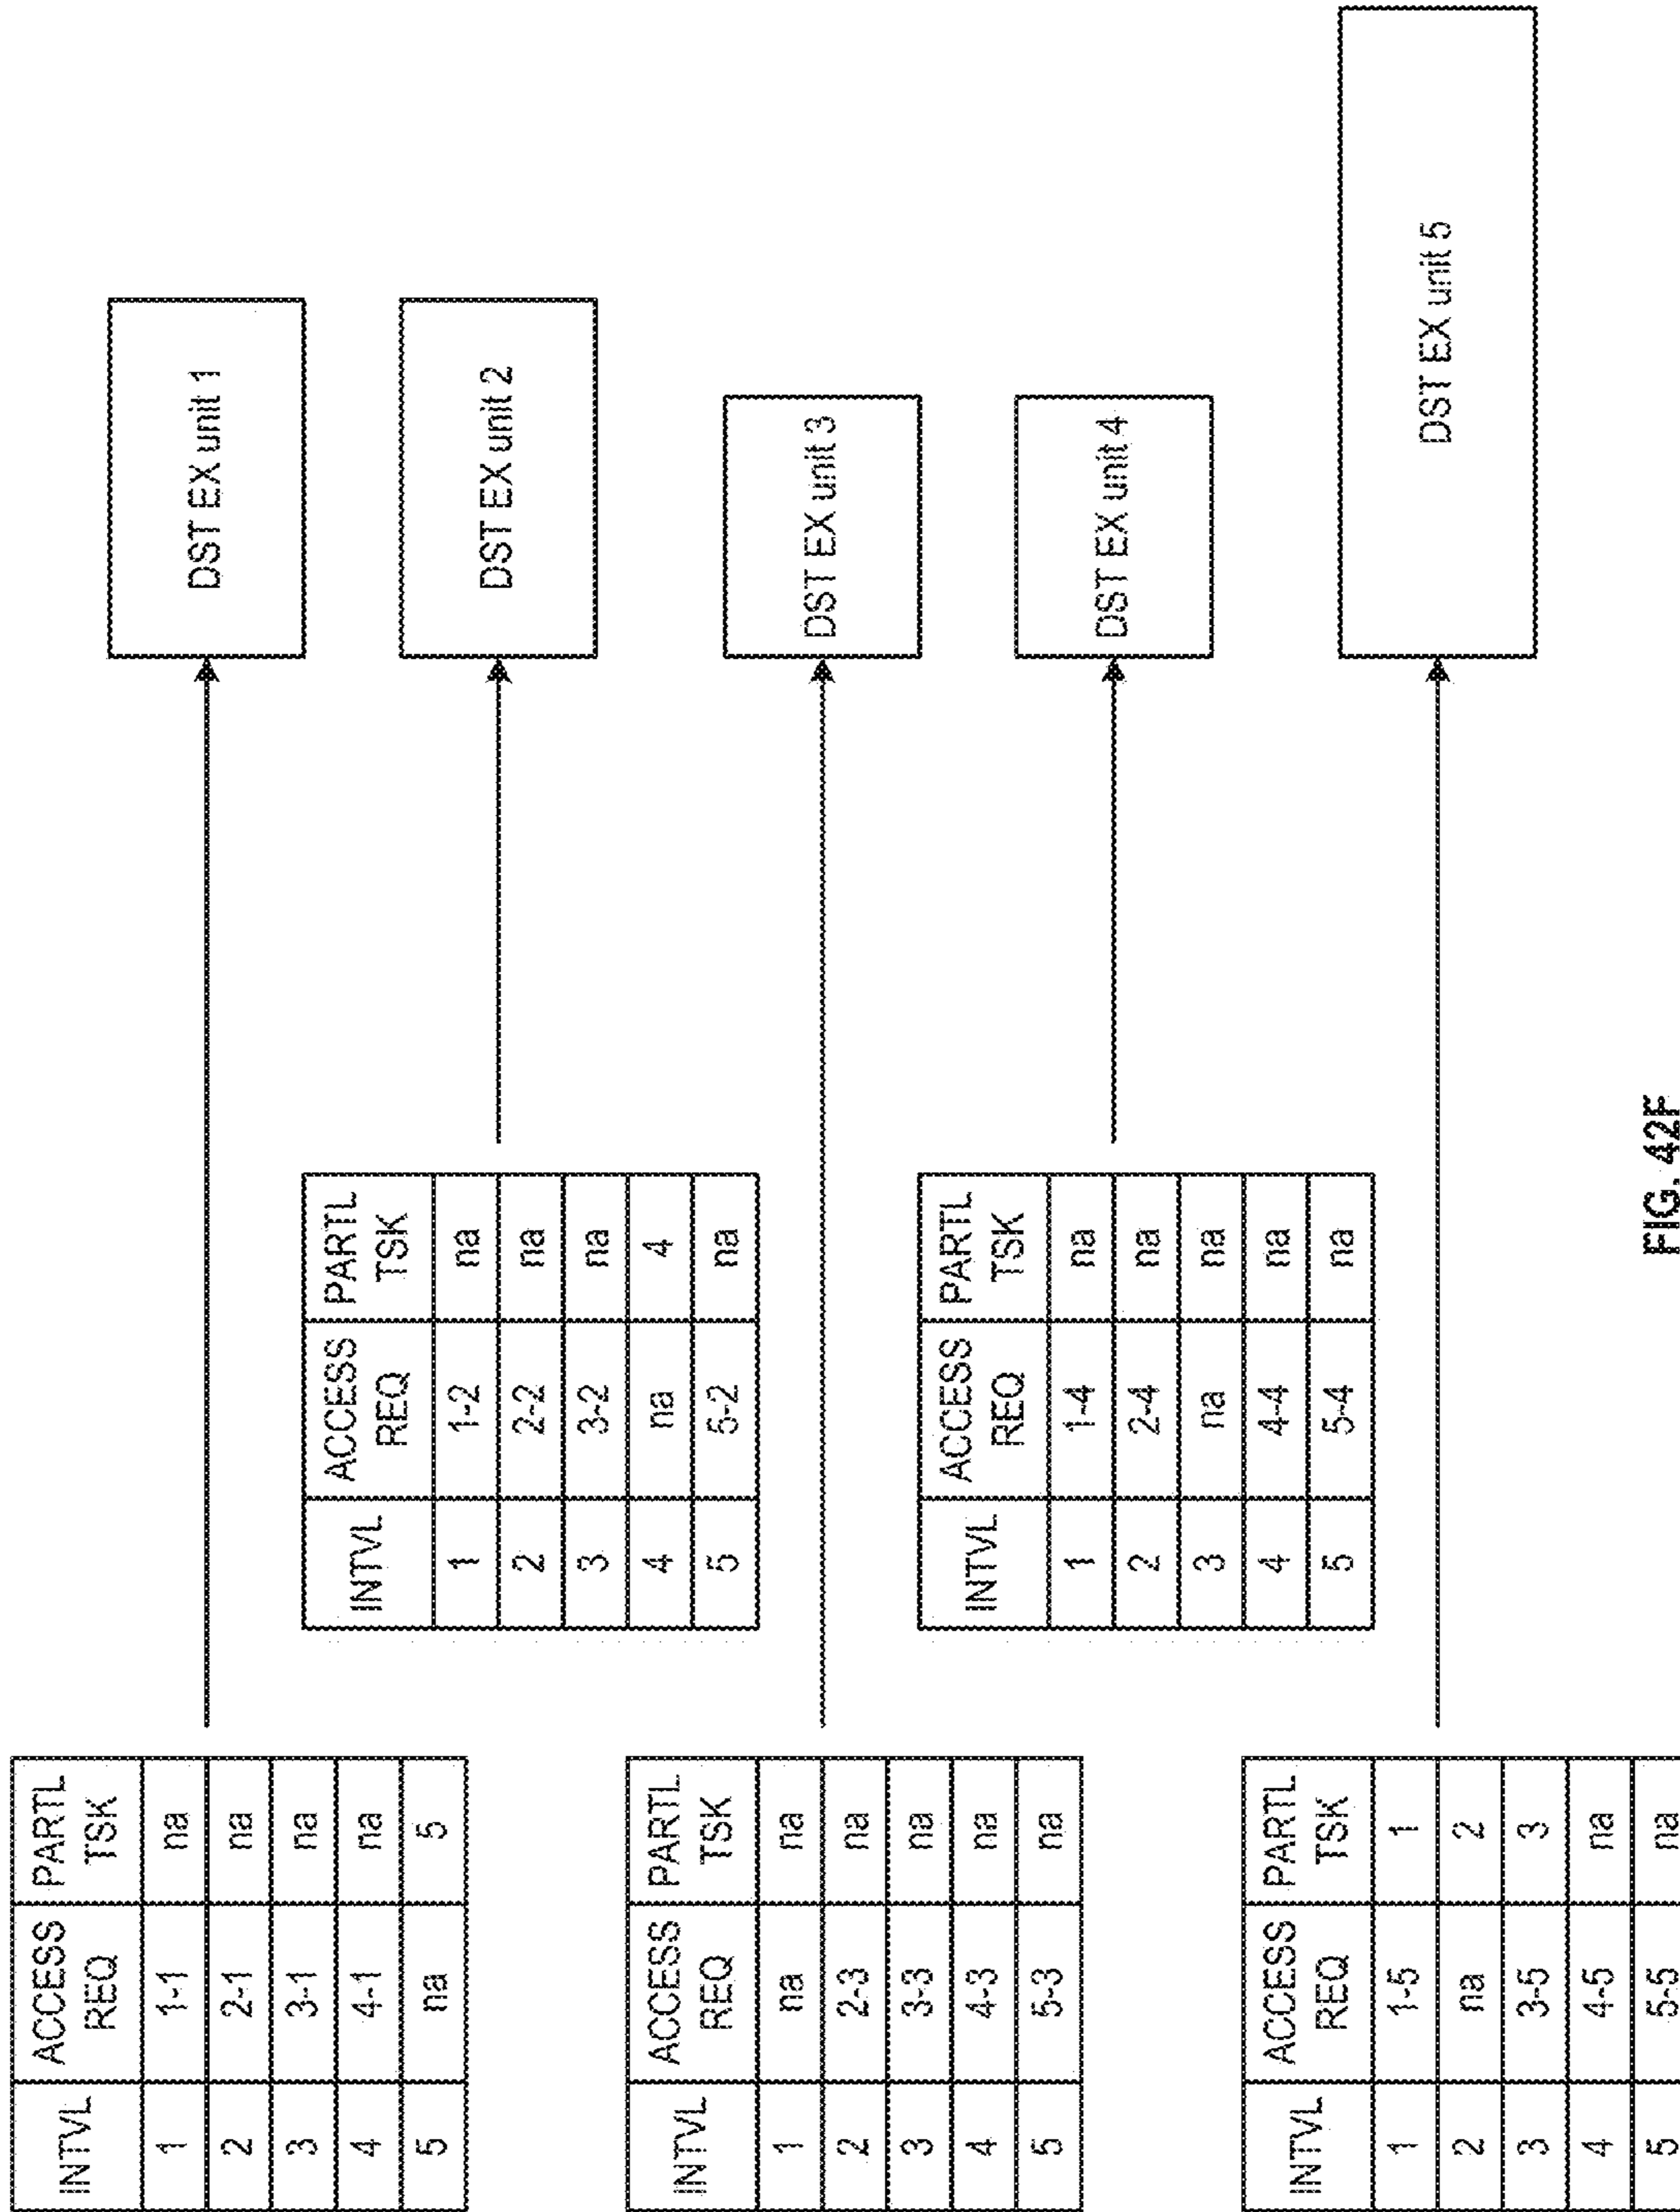 INTVL ACCESS REQ PARTL TSK
1 1-1 na
2 2-1 na
3 3-1 na
4 4-1 na
5 na 5
DST EX unit 1
INTVL ACCESS REQ PARTL TSK
1 1-2 na
2 2-2 na
3 3-2 na
4 na 4
5 5-2 na
DST EX unit 2
INTVL ACCESS REQ PARTL TSK
1 na na
2 2-3 na
3 3-3 na
4 4-3 na
5 5-3 na
DST EX unit 3
INTVL ACCESS REQ PARTL TSK
1 1-4 na
2 2-4 na
3 na na
4 4-4 na
5 5-4 na
DST EX unit 4
INTVL ACCESS REQ PARTL TSK
1 1-5 1
2 na 2
3 3-5 3
4 4-5 na
5 5-5 na
DST EX unit 5
FIG. 42F